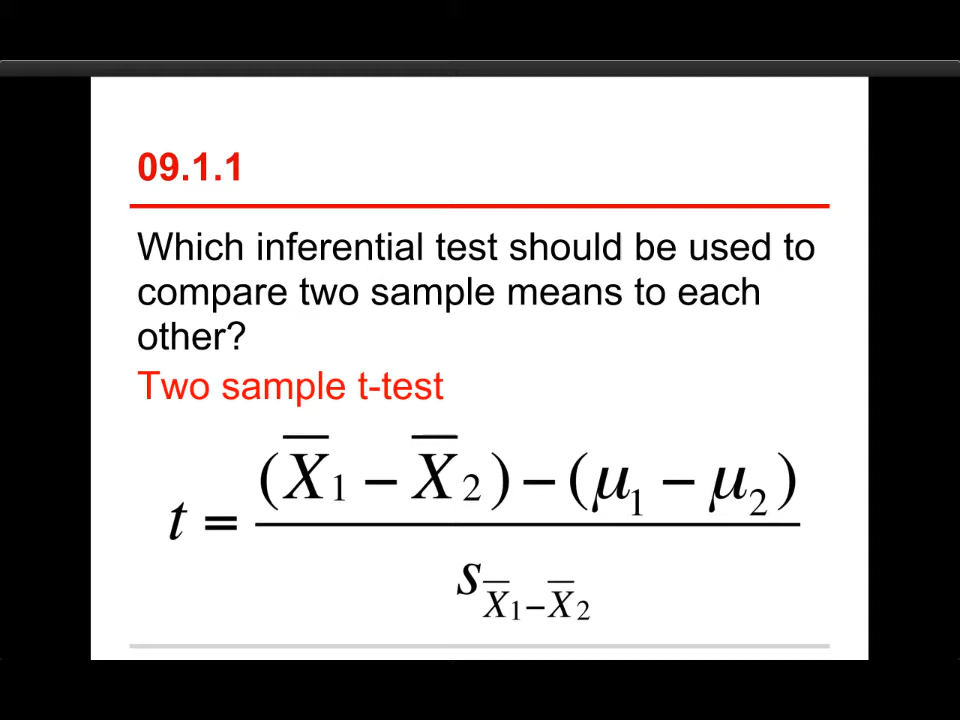 09.1.1
Which inferential test should be used to
compare two sample means to each
other?
Two sample t-test
t = (X̅1 − X̅2) − (μ1 − μ2)
sX̅1−X̅2